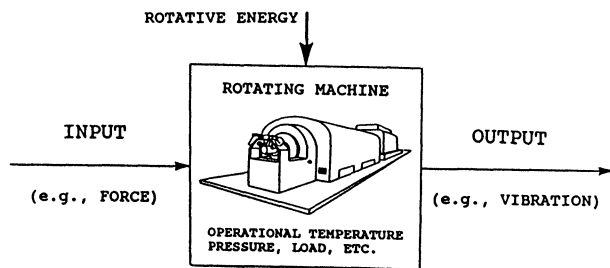 ROTATIVE ENERGY
ROTATING MACHINE
INPUT
OUTPUT
(e.g., FORCE)
(e.g., VIBRATION)
OPERATIONAL TEMPERATURE
PRESSURE, LOAD, ETC.